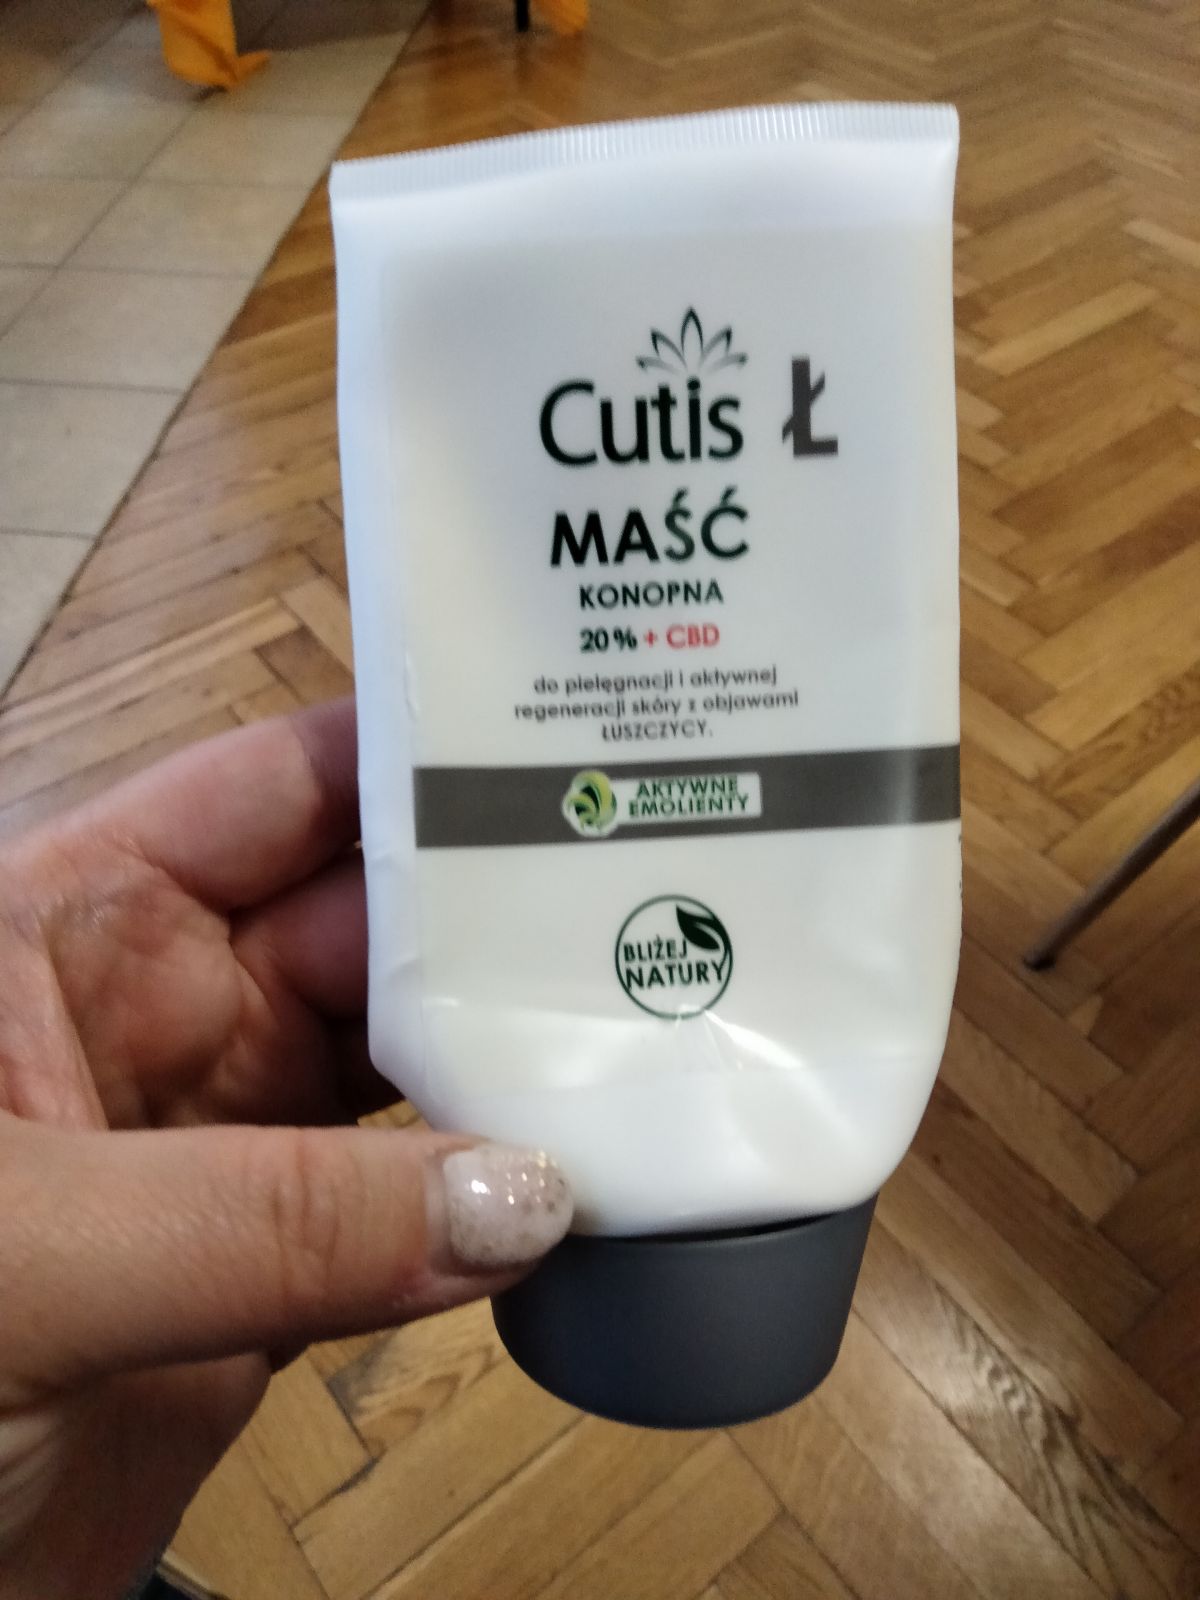 Cutis Ł
MAŚĆ
KONOPNA
20% + CBD
do pielęgnacji i aktywnej
regeneracji skóry z objawami
ŁUSZCZYCY.
AKTYWNE
EMOLIENTY
BLIŻEJ
NATURY